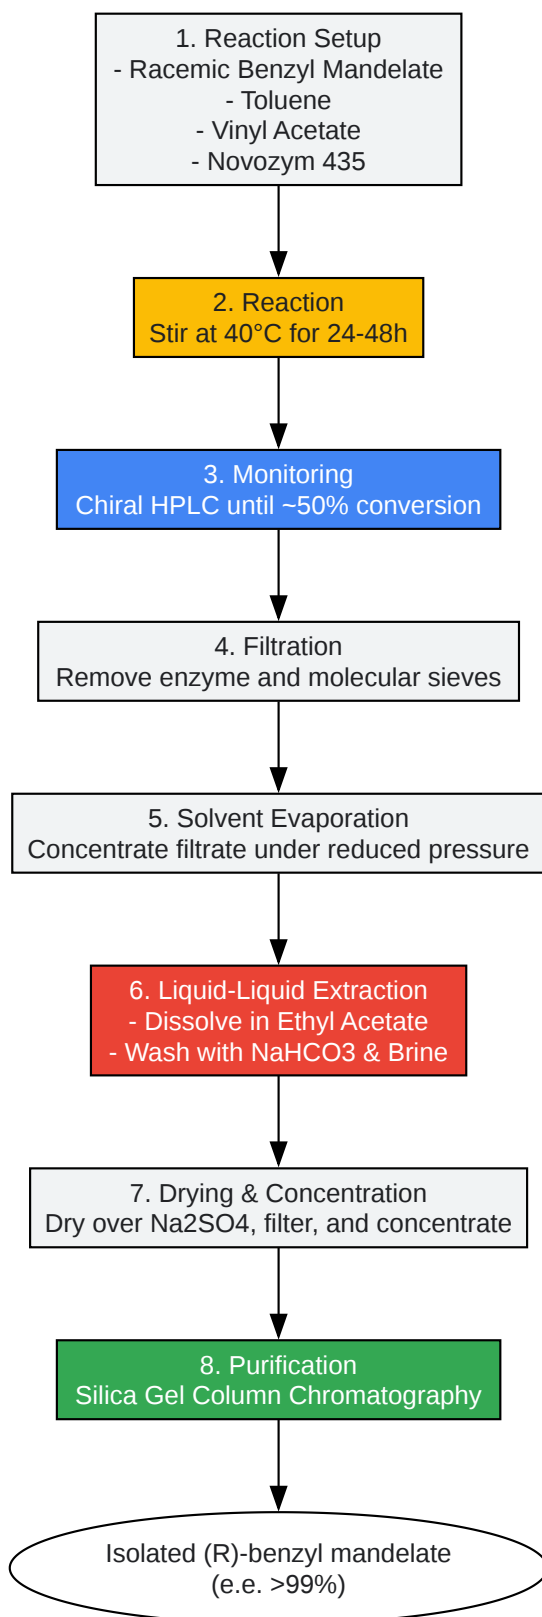 1. Reaction Setup
- Racemic Benzyl Mandelate
- Toluene
- Vinyl Acetate
- Novozym 435
2. Reaction
Stir at 40°C for 24-48h
3. Monitoring
Chiral HPLC until ~50% conversion
4. Filtration
Remove enzyme and molecular sieves
5. Solvent Evaporation
Concentrate filtrate under reduced pressure
6. Liquid-Liquid Extraction
- Dissolve in Ethyl Acetate
- Wash with NaHCO3 & Brine
7. Drying & Concentration
Dry over Na2SO4, filter, and concentrate
8. Purification
Silica Gel Column Chromatography
Isolated (R)-benzyl mandelate
(e.e. >99%)